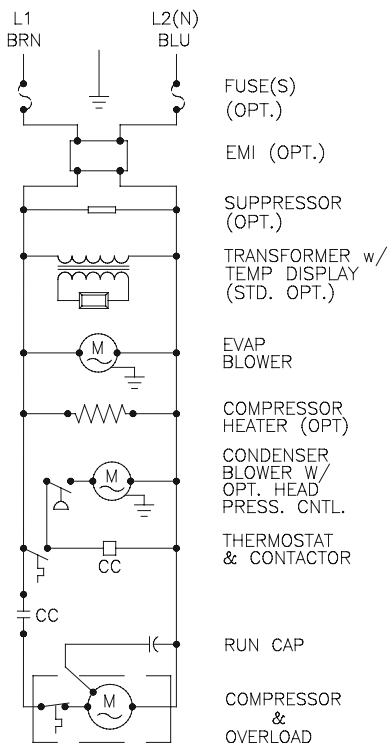 L1
BRN
L2(N)
BLU
FUSE(S)
(OPT.)
EMI (OPT.)
SUPPRESSOR
(OPT.)
TRANSFORMER w/
TEMP DISPLAY
(STD. OPT.)
M
EVAP
BLOWER
COMPRESSOR
HEATER (OPT)
M
CONDENSER
BLOWER W/
OPT. HEAD
PRESS. CNTL.
CC
THERMOSTAT
& CONTACTOR
CC
RUN CAP
M
COMPRESSOR
&
OVERLOAD